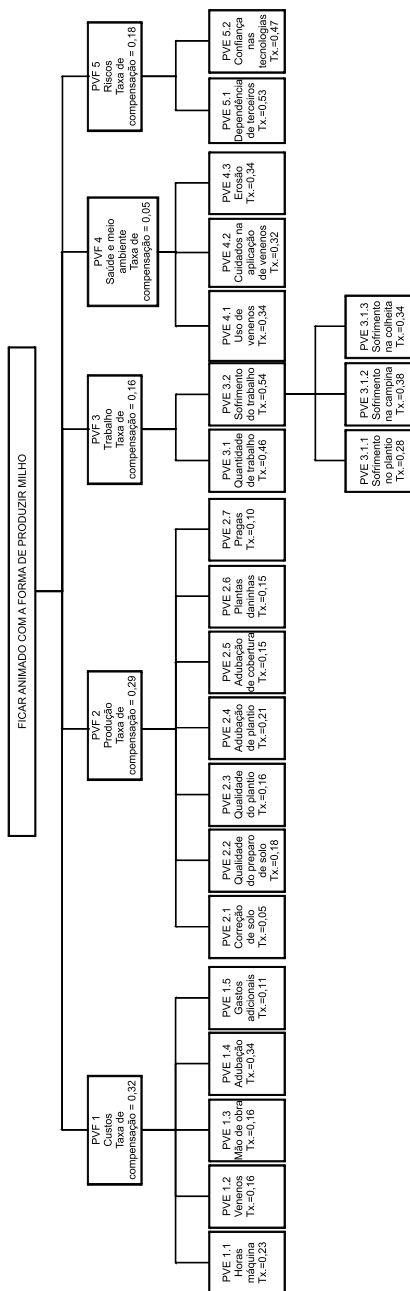 FICAR ANIMADO COM A FORMA DE PRODUZIR MILHO
PVF 1
Custos
Taxa de
compensação = 0,32
PVF 2
Produção
Taxa de
compensação = 0,29
PVF 3
Trabalho
Taxa de
compensação = 0,16
PVF 4
Saúde e meio
ambiente
Taxa de
compensação = 0,05
PVF 5
Riscos
Taxa de
compensação = 0,18
PVE 1.1
Horas
máquina
Tx.=0,23
PVE 1.2
Venenos
Tx.=0,16
PVE 1.3
Mão de obra
Tx.=0,16
PVE 1.4
Adubação
Tx.=0,34
PVE 1.5
Gastos
adicionais
Tx.=0,11
PVE 2.1
Correção
de solo
Tx.=0,05
PVE 2.2
Qualidade
do preparo
de solo
Tx.=0,18
PVE 2.3
Qualidade
do plantio
Tx.=0,16
PVE 2.4
Adubação
de plantio
Tx.=0,21
PVE 2.5
Adubação
de cobertura
Tx.=0,15
PVE 2.6
Plantas
daninhas
Tx.=0,15
PVE 2.7
Pragas
Tx.=0,10
PVE 3.1
Quantidade
de trabalho
Tx.=0,46
PVE 3.2
Sofrimento
do trabalho
Tx.=0,54
PVE 4.1
Uso de
venenos
Tx.=0,34
PVE 4.2
Cuidados na
aplicação
de venenos
Tx.=0,32
PVE 4.3
Erosão
Tx.=0,34
PVE 5.1
Dependência
de terceiros
Tx.=0,53
PVE 5.2
Confiança
nas
tecnologias
Tx.=0,47
PVE 3.1.1
Sofrimento
no plantio
Tx.=0,28
PVE 3.1.2
Sofrimento
na campina
Tx.=0,38
PVE 3.1.3
Sofrimento
na colheita
Tx.=0,34